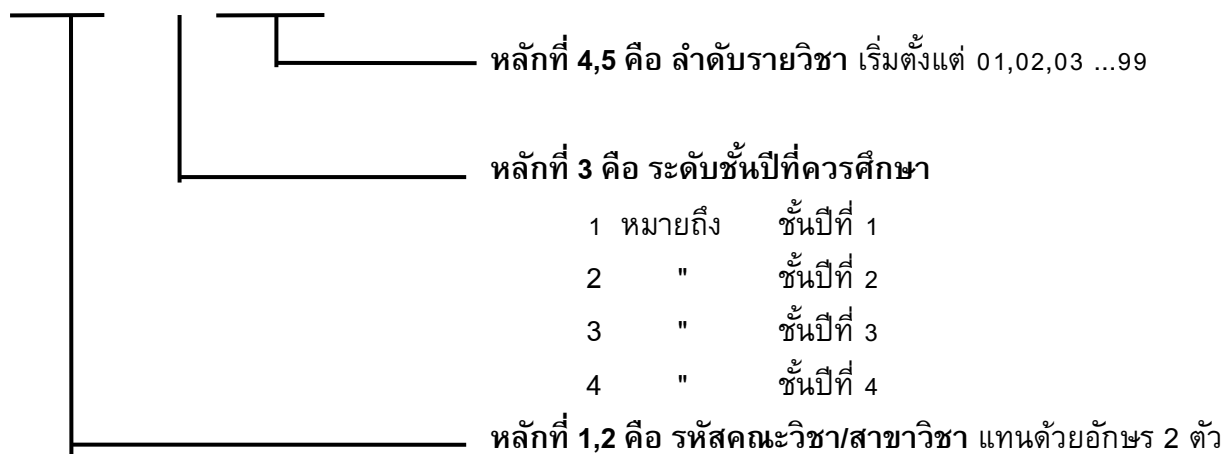 หลักที่ 4,5 คือ ลำดับรายวิชา เริ่มตั้งแต่ 01,02,03 ...99
หลักที่ 3 คือ ระดับชั้นปีที่ควรศึกษา
1 หมายถึง ชั้นปีที่ 1
2 " ชั้นปีที่ 2
3 " ชั้นปีที่ 3
4 " ชั้นปีที่ 4
หลักที่ 1,2 คือ รหัสคณะวิชา/สาขาวิชา แทนด้วยอักษร 2 ตัว